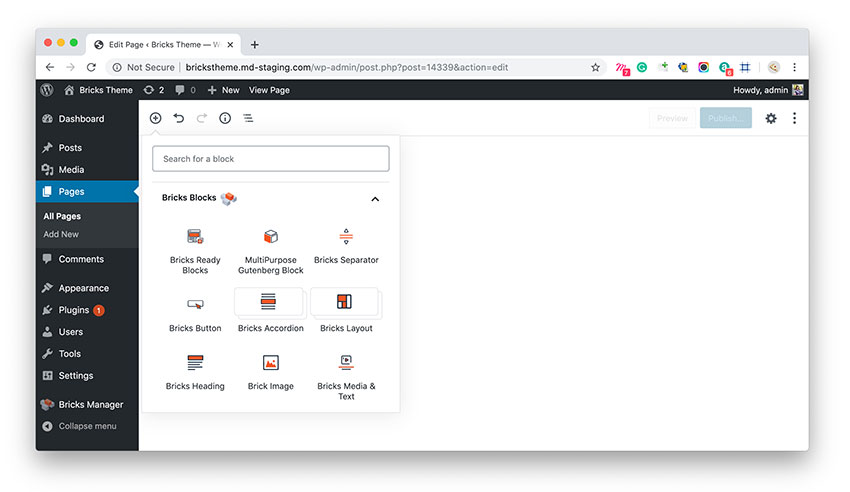 Edit Page ‹ Bricks Theme — W
Not Secure | brickstheme.md-staging.com/wp-admin/post.php?post=14339&action=edit
7
8
Bricks Theme 2 0 New View Page Howdy, admin
Dashboard
Posts
Media
Pages
All Pages
Add New
Comments
Appearance
Plugins 1
Users
Tools
Settings
Bricks Manager
Collapse menu
Preview Publish...
Search for a block
Bricks Blocks
Bricks Ready
Blocks
MultiPurpose
Gutenberg Block
Bricks Separator
Bricks Button
Bricks Accordion
Bricks Layout
Bricks Heading
Brick Image
Bricks Media &
Text